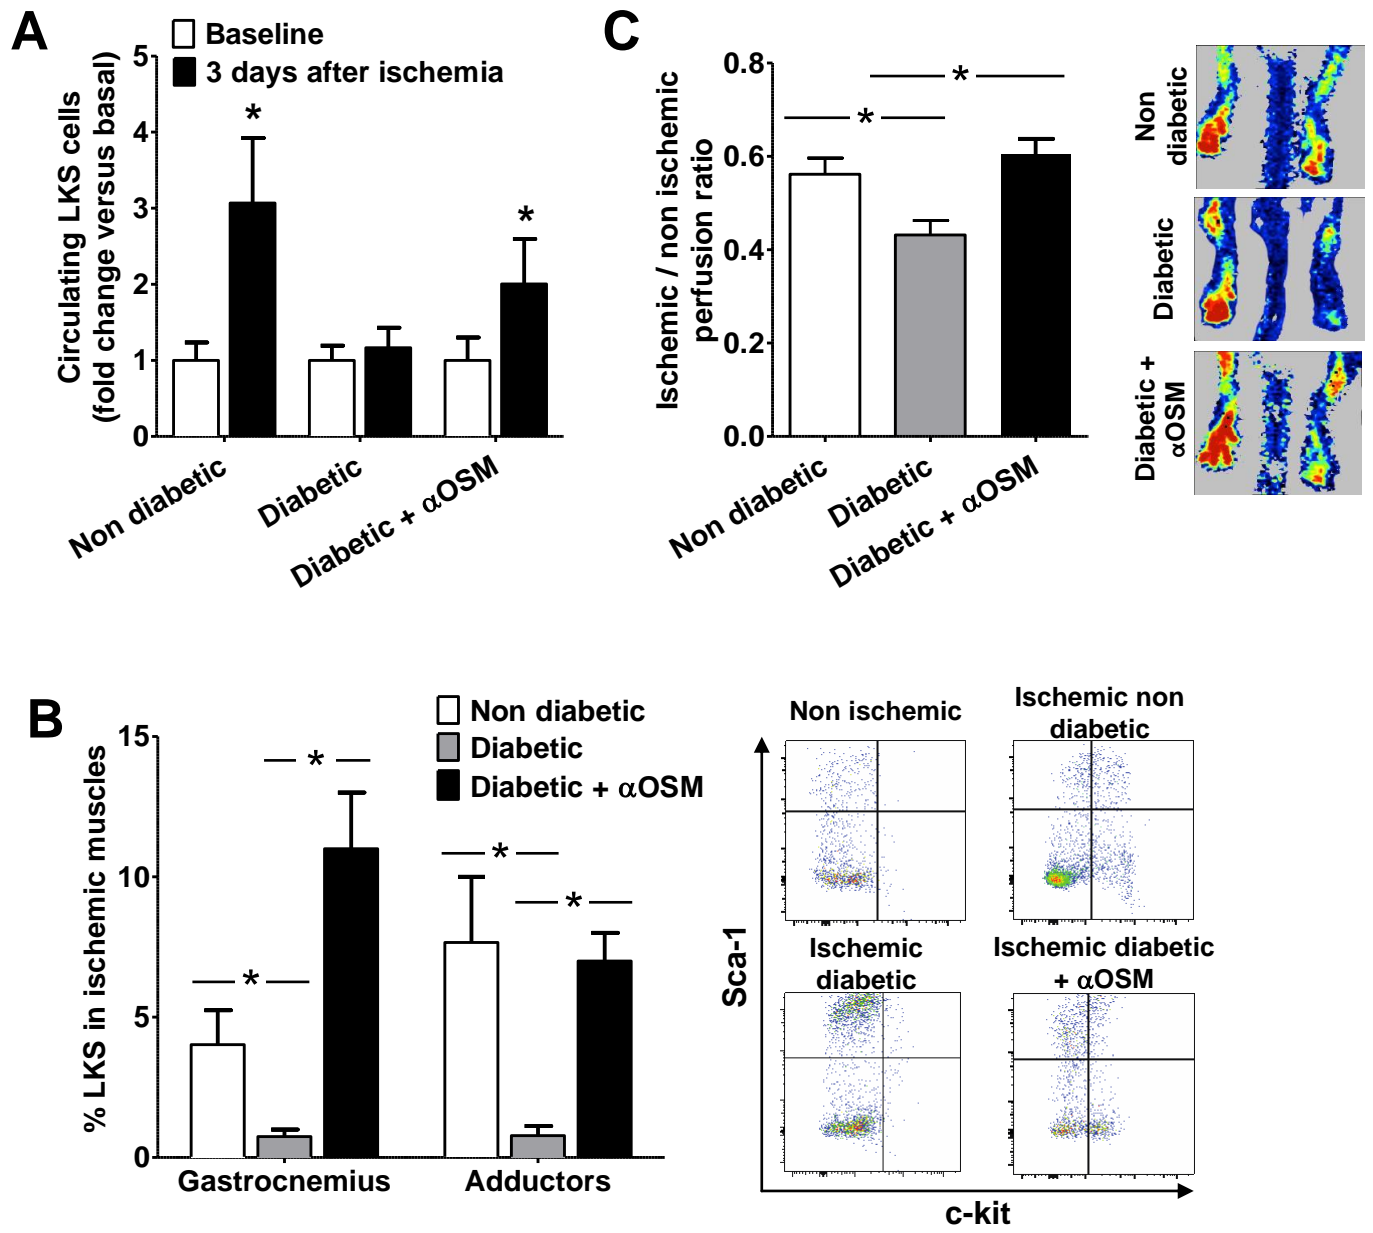 A
Baseline
3 days after ischemia
Circulating LKS cells
(fold change versus basal)
5
4
3
2
1
0
*
*
Non diabetic
Diabetic
Diabetic + αOSM
C
Ischemic / non ischemic
perfusion ratio
0.8
0.6
0.4
0.2
0.0
*
*
Non diabetic
Diabetic
Diabetic + αOSM
Non
diabetic
Diabetic
Diabetic +
αOSM
B
Non diabetic
Diabetic
Diabetic + αOSM
% LKS in ischemic muscles
15
10
5
0
*
*
*
*
Gastrocnemius
Adductors
Non ischemic
Ischemic non
diabetic
Ischemic
diabetic
Ischemic diabetic
+ αOSM
Sca-1
c-kit